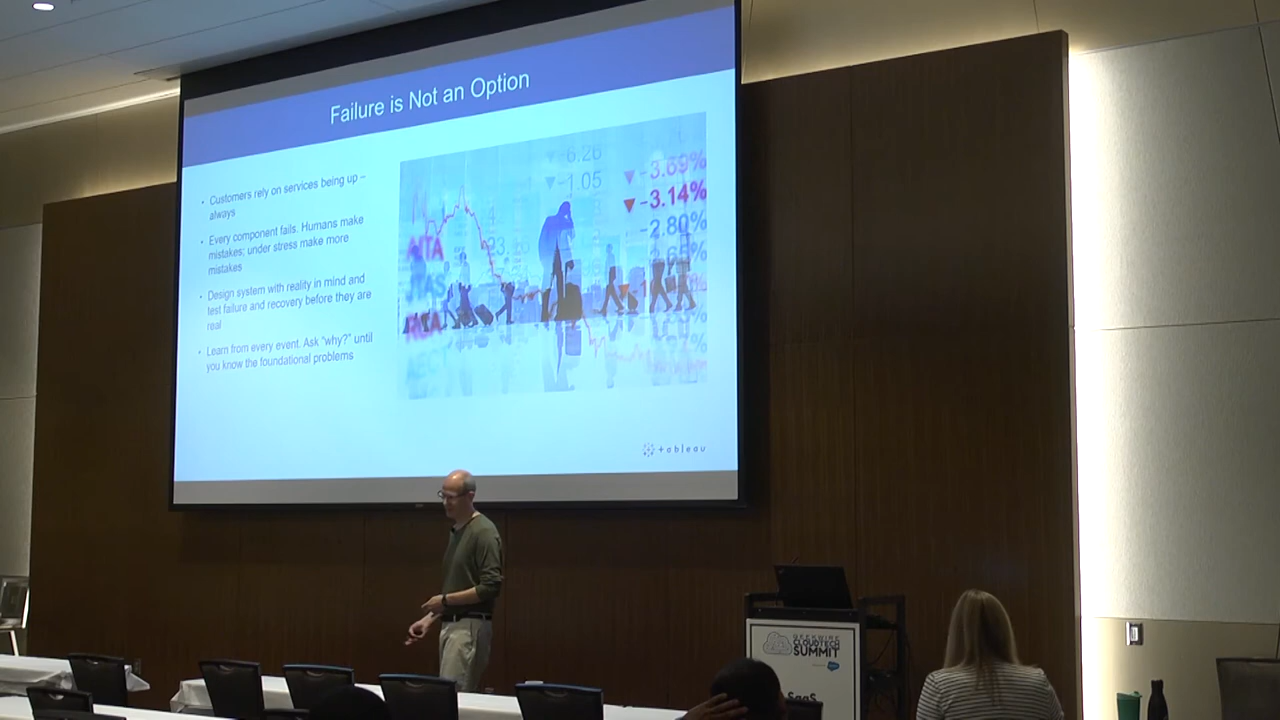 Failure is Not an Option
• Customers rely on services being up –
always
• Every component fails. Humans make
mistakes; under stress make more
mistakes
• Design system with reality in mind and
test failure and recovery before they are
real
• Learn from every event. Ask "why?" until
you know the foundational problems
▼-6.26
▼-1.05
▼-3.69%
▼-3.14%
-2.80%
tableau
GEEKWIRE
CLOUDTECH
SUMMIT
SaaS